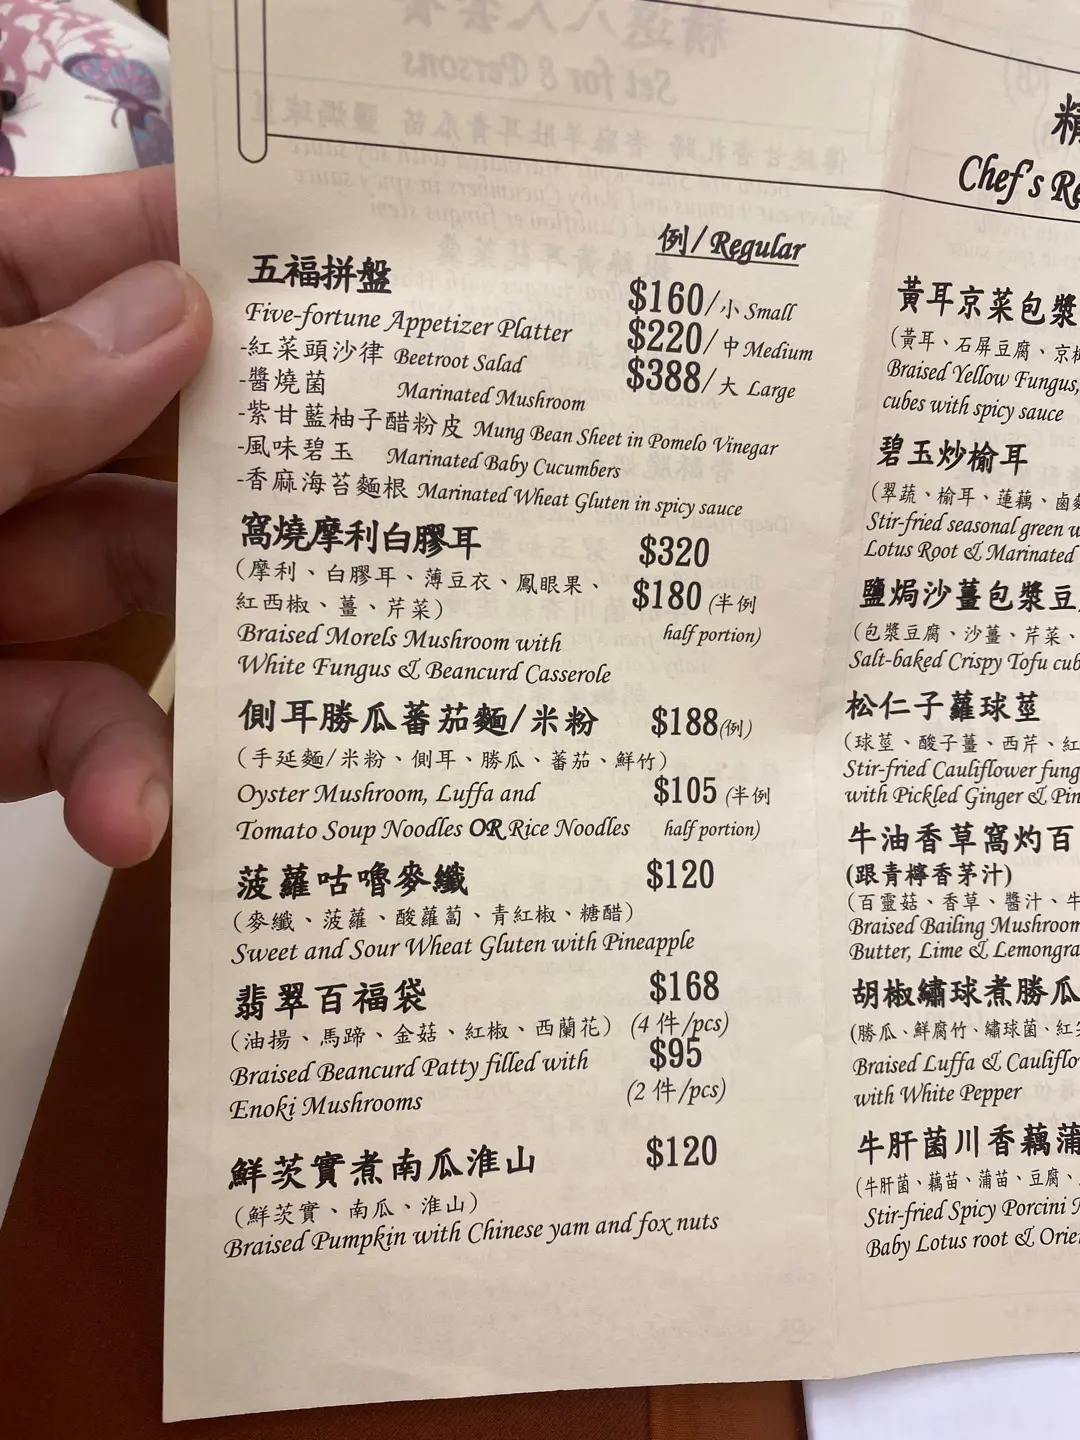 例/Regular
五福拼盤
Five-fortune Appetizer Platter
$160/小 Small
$220/中 Medium
$388/大 Large
-紅菜頭沙律 Beetroot Salad
-醬燒菌 Marinated Mushroom
-紫甘藍柚子醋粉皮 Mung Bean Sheet in Pomelo Vinegar
-風味碧玉 Marinated Baby Cucumbers
-香麻海苔麵根 Marinated Wheat Gluten in spicy sauce
窩燒摩利白膠耳 $320
(摩利、白膠耳、薄豆衣、鳳眼果、
紅西椒、薑、芹菜)
$180 (半例
half portion)
Braised Morels Mushroom with
White Fungus & Beancurd Casserole
側耳勝瓜蕃茄麵/米粉 $188(例)
(手延麵/米粉、側耳、勝瓜、蕃茄、鮮竹)
Oyster Mushroom, Luffa and $105 (半例
Tomato Soup Noodles OR Rice Noodles half portion)
菠蘿咕嚕麥纖 $120
(麥纖、菠蘿、酸蘿蔔、青紅椒、糖醋)
Sweet and Sour Wheat Gluten with Pineapple
翡翠百福袋 $168
(油揚、馬蹄、金菇、紅椒、西蘭花) (4 件/pcs)
Braised Beancurd Patty filled with $95
Enoki Mushrooms (2 件/pcs)
鮮茨實煮南瓜淮山 $120
(鮮茨實、南瓜、淮山)
Braised Pumpkin with Chinese yam and fox nuts
精
Chef's
黃耳京菜包漿
(黃耳、石屏豆腐、京
Braised Yellow Fungus,
cubes with spicy sauce
碧玉炒榆耳
(翠蔬、榆耳、蓮藕、鹵
Stir-fried seasonal green
Lotus Root & Marinated
鹽焗沙薑包漿豆
(包漿豆腐、沙薑、芹菜、
Salt-baked Crispy Tofu
松仁子蘿球莖
(球莖、酸子薑、西芹、紅
Stir-fried Cauliflower
with Pickled Ginger &
牛油香草窩灼百
(跟青檸香茅汁)
(百靈菇、香草、醬汁、牛
Braised Bailing Mushroom
Butter, Lime &
胡椒繡球煮勝瓜
(勝瓜、鮮腐竹、繡球菌、紅
Braised Luffa &
with White Pepper
牛肝菌川香藕蒲
(牛肝菌、藕苗、蒲苗、豆腐、
Stir-fried Spicy Porcini
Baby Lotus root &